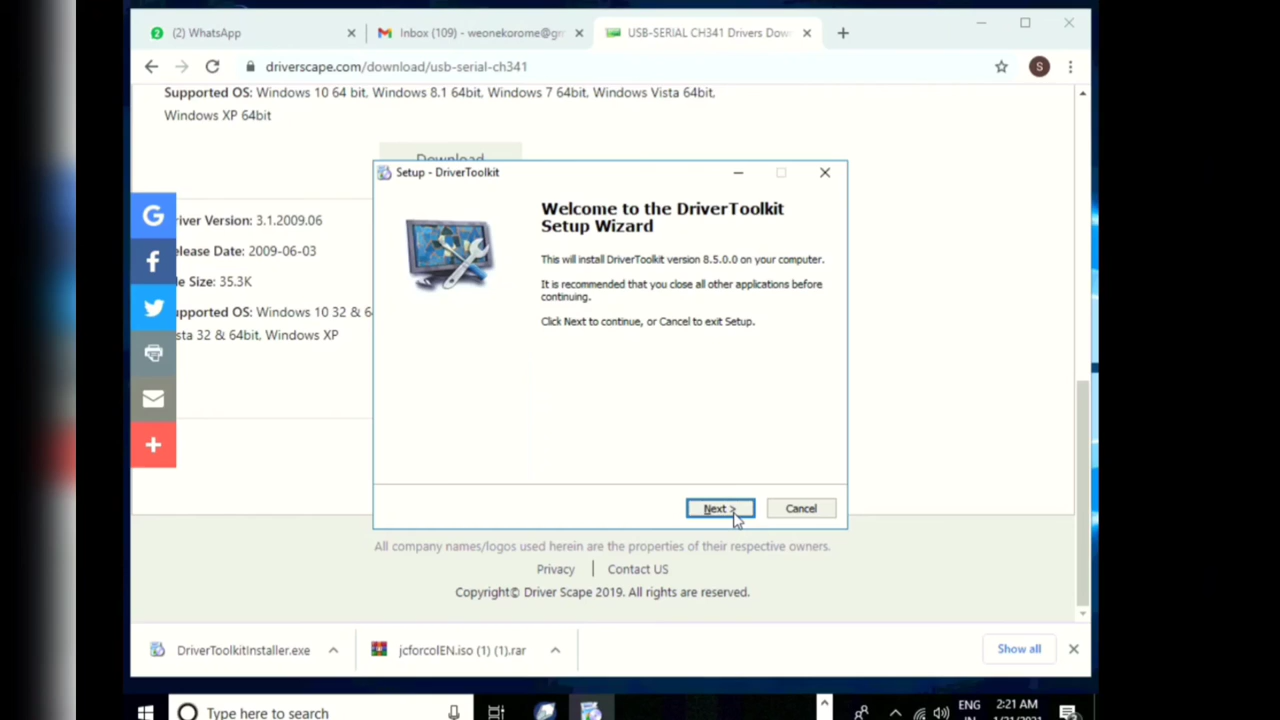 (2) WhatsApp
Inbox (109) - weonekorome@gm
USB-SERIAL CH341 Drivers Dow
driverscape.com/download/usb-serial-ch341
S
Supported OS: Windows 10 64 bit, Windows 8.1 64bit, Windows 7 64bit, Windows Vista 64bit,
Windows XP 64bit
Download
Setup - DriverToolkit
Welcome to the DriverToolkit
Setup Wizard
This will install DriverToolkit version 8.5.0.0 on your computer.
It is recommended that you close all other applications before
continuing.
Click Next to continue, or Cancel to exit Setup.
river Version: 3.1.2009.06
elease Date: 2009-06-03
le Size: 35.3K
upported OS: Windows 10 32 & 6
sta 32 & 64bit, Windows XP
Next >
Cancel
All company names/logos used herein are the properties of their respective owners.
Privacy | Contact US
Copyright© Driver Scape 2019. All rights are reserved.
DriverToolkitInstaller.exe
jcforcolEN.iso (1) (1).rar
Show all
Type here to search
ENG
IN
2:21 AM
1/31/2021